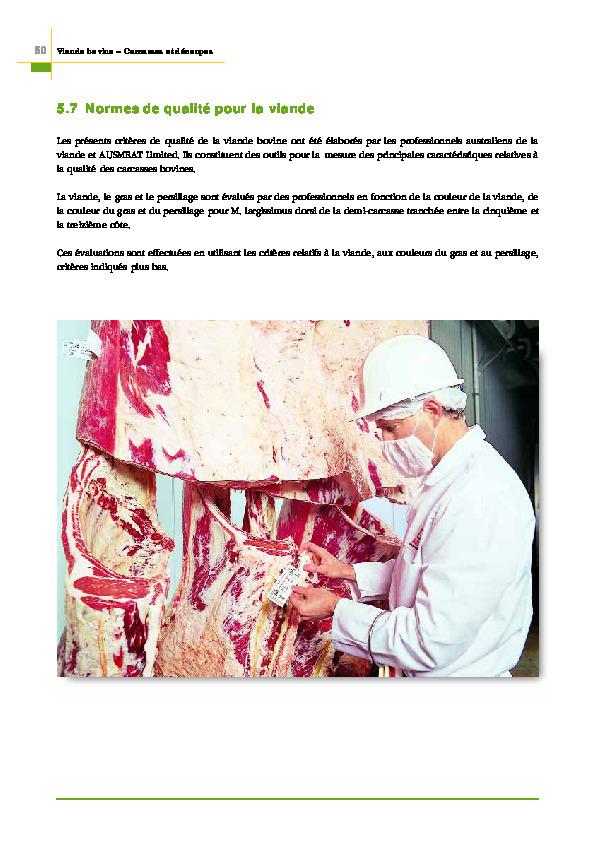 50 Viande bovine – Carcasses et découpes
5.7 Normes de qualité pour la viande
Les présents critères de qualité de la viande bovine ont été élaborés par les professionnels australiens de la
viande et AUSMEAT Limited. Ils constituent des outils pour la mesure des principales caractéristiques relatives à
la qualité des carcasses bovines.
La viande, le gras et le persillage sont évalués par des professionnels en fonction de la couleur de la viande, de
la couleur du gras et du persillage pour M. largissimus dorsi de la demi-carcasse tranchée entre la cinquième et
la treizième côte.
Ces évaluations sont effectuées en utilisant les critères relatifs à la viande, aux couleurs du gras et au persillage,
critères indiqués plus bas.